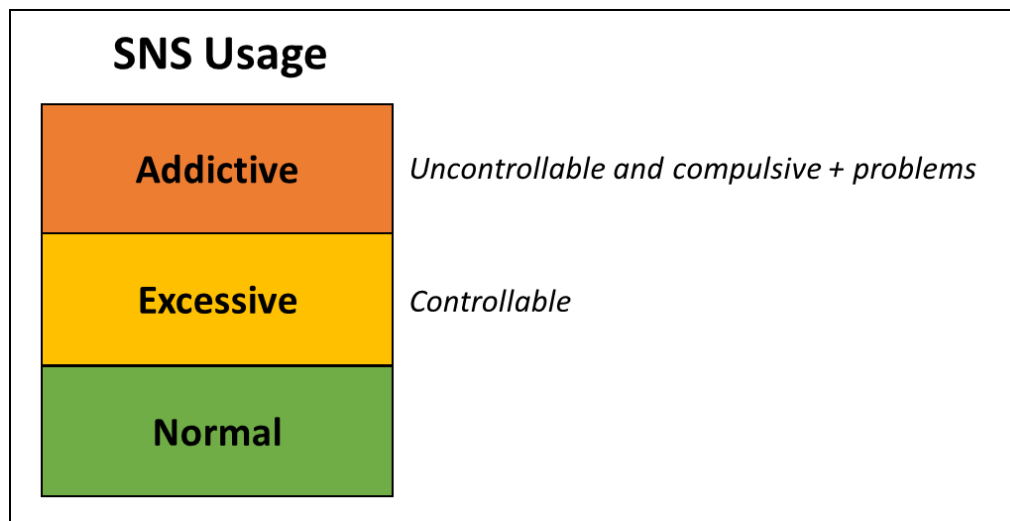 SNS Usage
Addictive
Uncontrollable and compulsive + problems
Excessive
Controllable
Normal